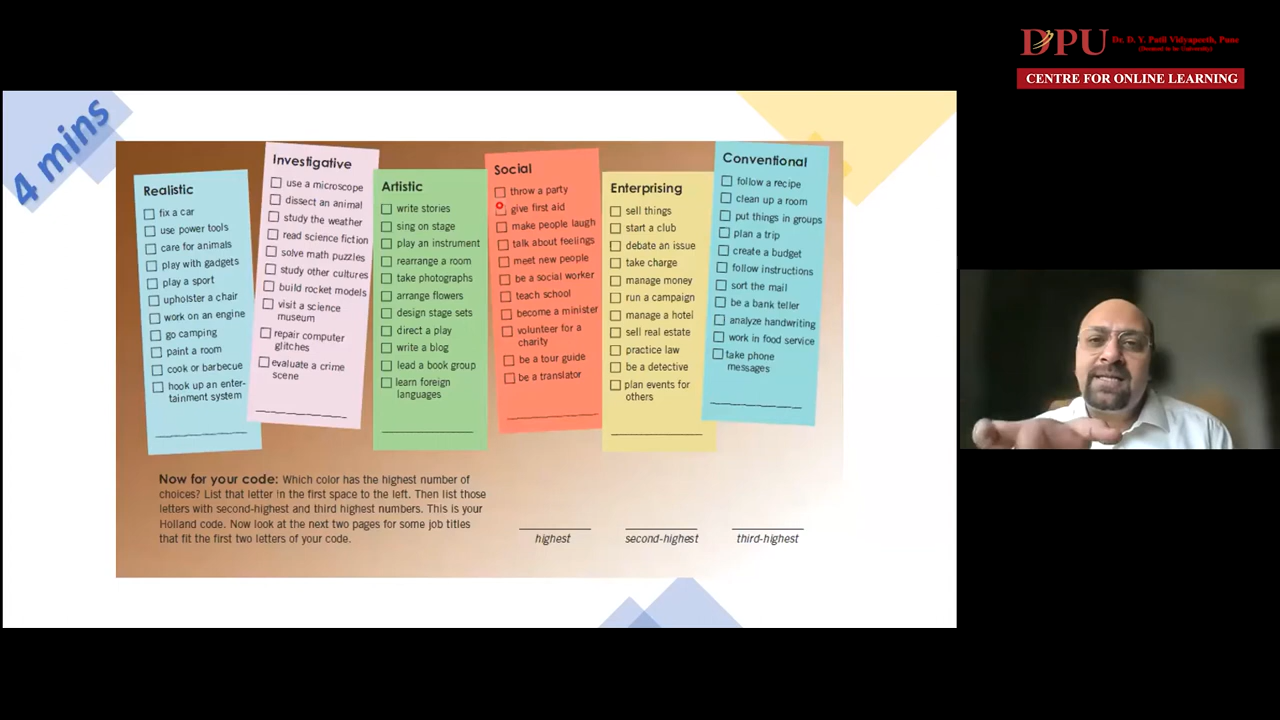 DPU
Dr. D. Y. Patil Vidyapeeth, Pune
(Deemed to be University)
CENTRE FOR ONLINE LEARNING
4 mins
Realistic
fix a car
use power tools
care for animals
play with gadgets
play a sport
upholster a chair
work on an engine
go camping
paint a room
cook or barbecue
hook up an enter-
tainment system
Investigative
use a microscope
dissect an animal
study the weather
read science fiction
solve math puzzles
study other cultures
build rocket models
visit a science
museum
repair computer
glitches
evaluate a crime
scene
Artistic
write stories
sing on stage
play an instrument
rearrange a room
take photographs
arrange flowers
design stage sets
direct a play
write a blog
lead a book group
learn foreign
languages
Social
throw a party
give first aid
make people laugh
talk about feelings
meet new people
be a social worker
teach school
become a minister
volunteer for a
charity
be a tour guide
be a translator
Enterprising
sell things
start a club
debate an issue
take charge
manage money
run a campaign
manage a hotel
sell real estate
practice law
be a detective
plan events for
others
Conventional
follow a recipe
clean up a room
put things in groups
plan a trip
create a budget
follow instructions
sort the mail
be a bank teller
analyze handwriting
work in food service
take phone
messages
Now for your code: Which color has the highest number of
choices? List that letter in the first space to the left. Then list those
letters with second-highest and third highest numbers. This is your
Holland code. Now look at the next two pages for some job titles
that fit the first two letters of your code.
highest
second-highest
third-highest